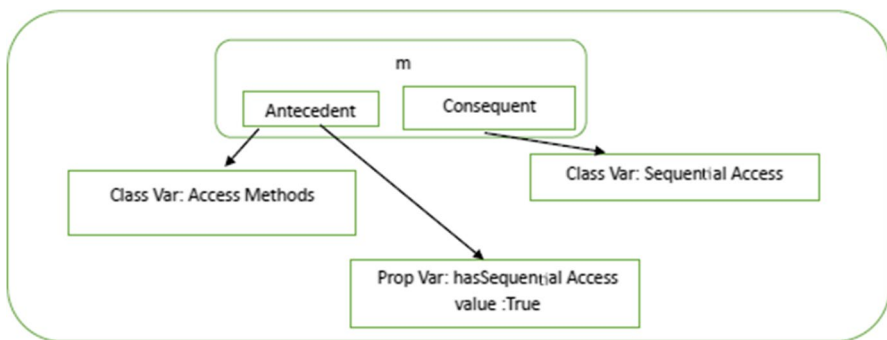 m
Antecedent
Consequent
Class Var: Access Methods
Class Var: Sequential Access
Prop Var: hasSequential Access
value :True